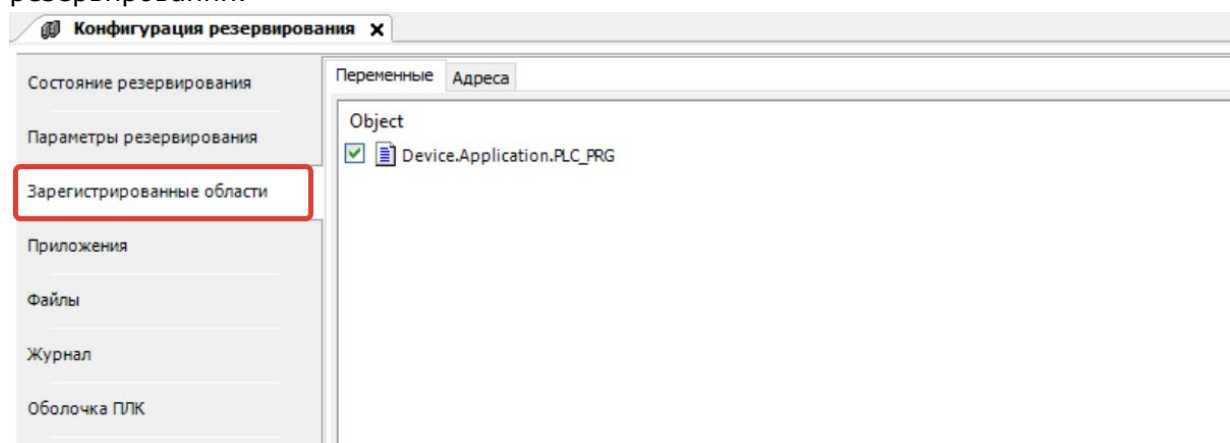 Конфигурация резервирования
Состояние резервирования
Параметры резервирования
Зарегистрированные области
Приложения
Файлы
Журнал
Оболочка ПЛК
Переменные Адреса
Object
Device.Application.PLC_PRG